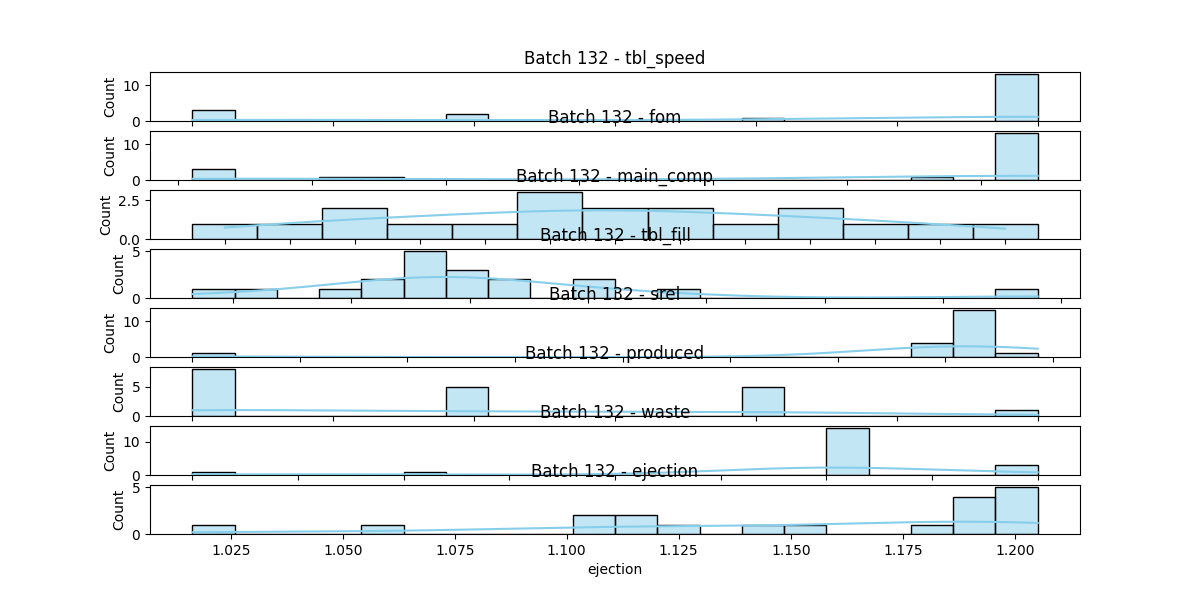 Batch 132 - tbl_speed
10
0
Count
Batch 132 - fom
10
0
Count
Batch 132 - main_comp
2.5
0.0
Count
Batch 132 - tbl_fill
5
0
Count
Batch 132 - srel
10
0
Count
Batch 132 - produced
5
0
Count
Batch 132 - waste
10
0
Count
Batch 132 - ejection
5
0
Count
1.025 1.050 1.075 1.100 1.125 1.150 1.175 1.200
ejection